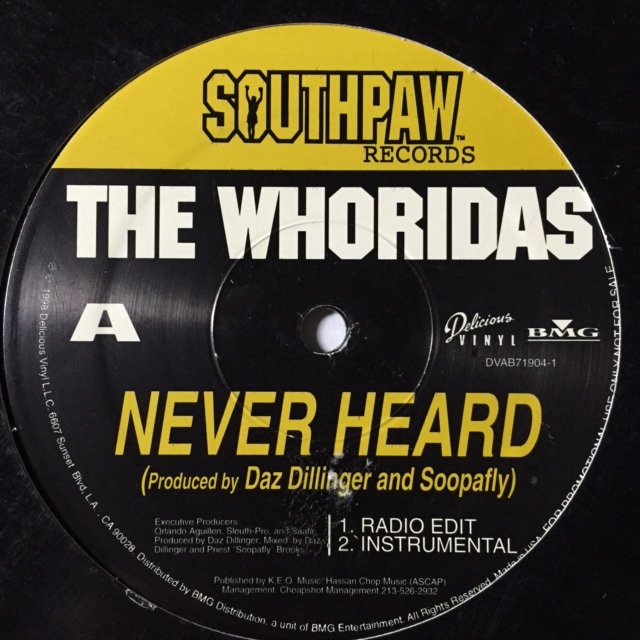 SOUTHPAW™
RECORDS
THE WHORIDAS
A
Delicious
VINYL
BMG
DVAB71904-1
NEVER HEARD
(Produced by Daz Dillinger and Soopafly)
Executive Producers
Orlando Aguillen, Sleuth-Pro, and Saafir
Produced by Daz Dillinger, Mixed by Daz
Dillinger and Priest "Soopafly" Brooks
1. RADIO EDIT
2. INSTRUMENTAL
Published by K.E.O. Music/ Hassan Chop Music (ASCAP)
Management: Cheapshot Management 213-526-2932
℗ © 1998 Delicious Vinyl, L.L.C. 6607 Sunset Blvd, L.A., CA 90028. Distributed by BMG Distribution, a unit of BMG Entertainment. All Rights Reserved. Made in USA. FOR PROMOTIONAL USE ONLY. NOT FOR SALE